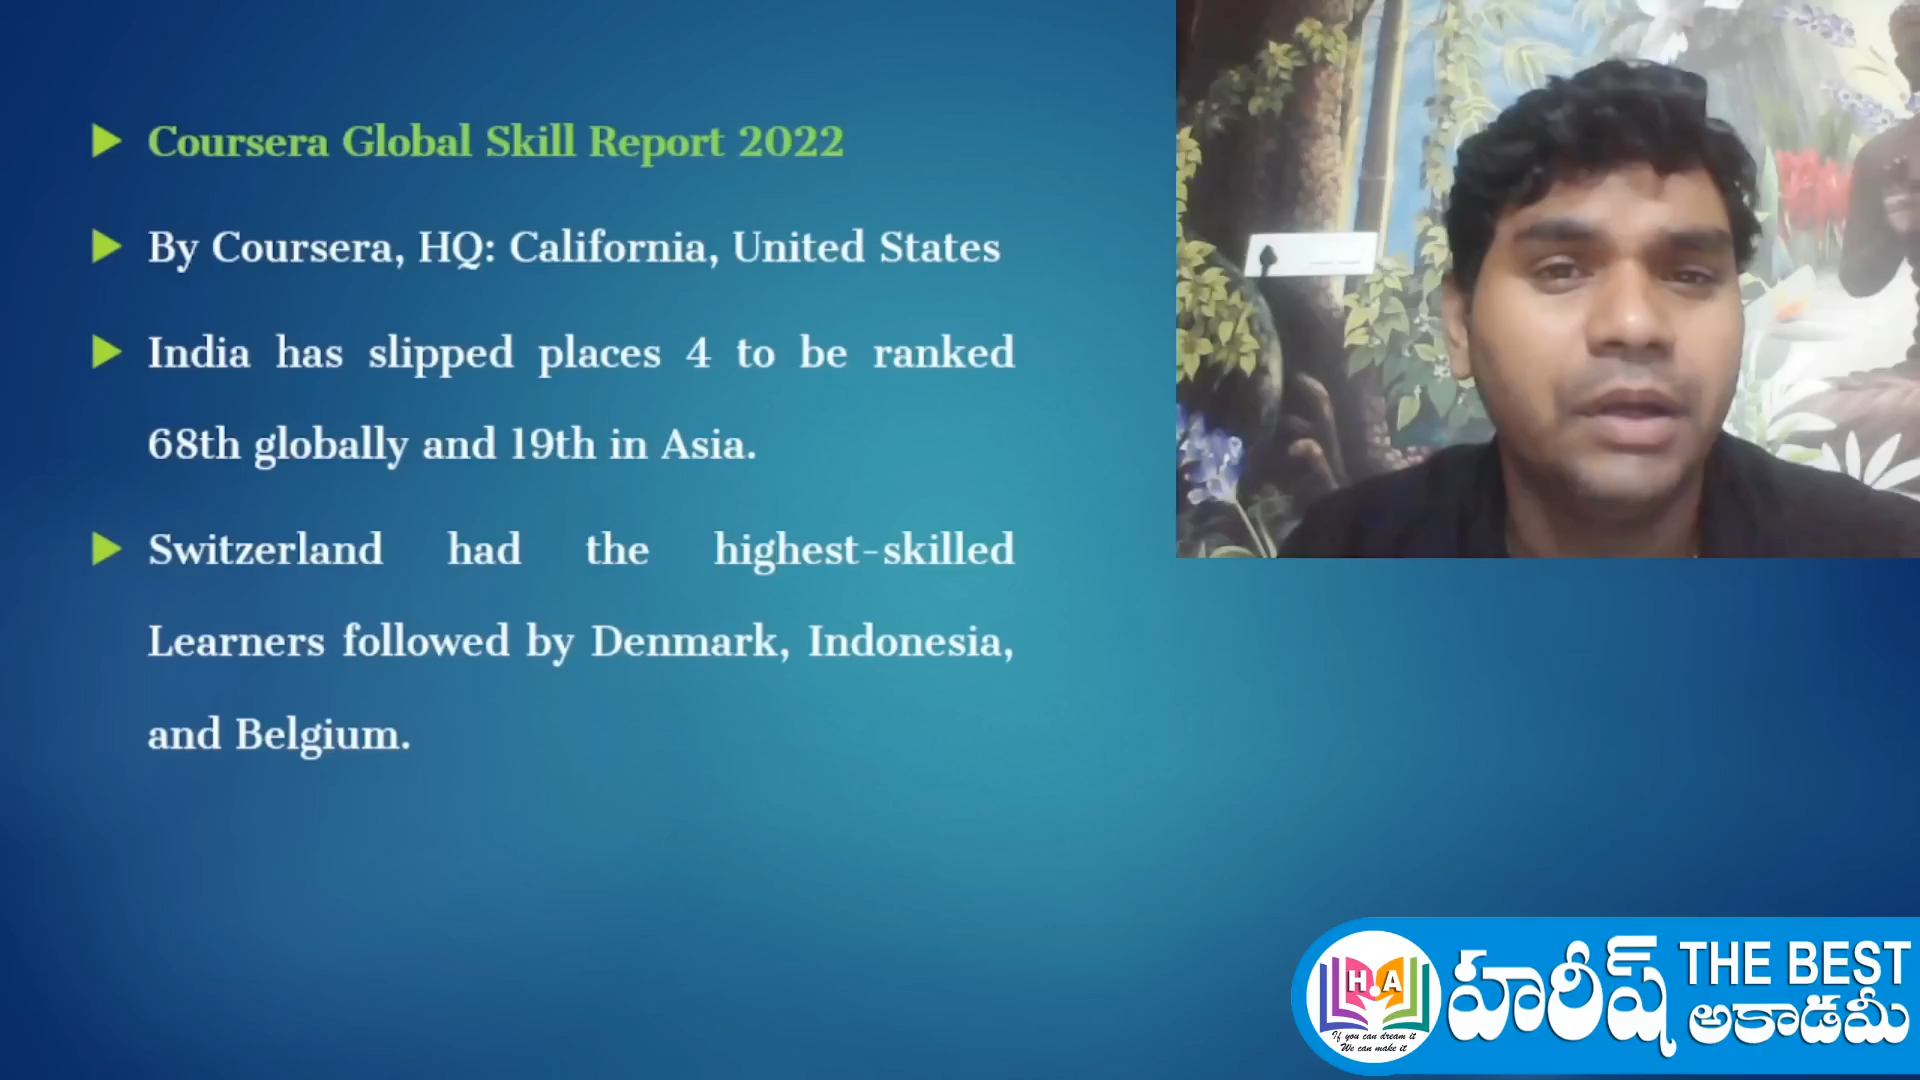 Coursera Global Skill Report 2022
By Coursera, HQ: California, United States
India has slipped places 4 to be ranked
68th globally and 19th in Asia.
Switzerland had the highest-skilled
Learners followed by Denmark, Indonesia,
and Belgium.
H.A
If you can dream it
We can make it
హరీష్
THE BEST
అకాడమీ